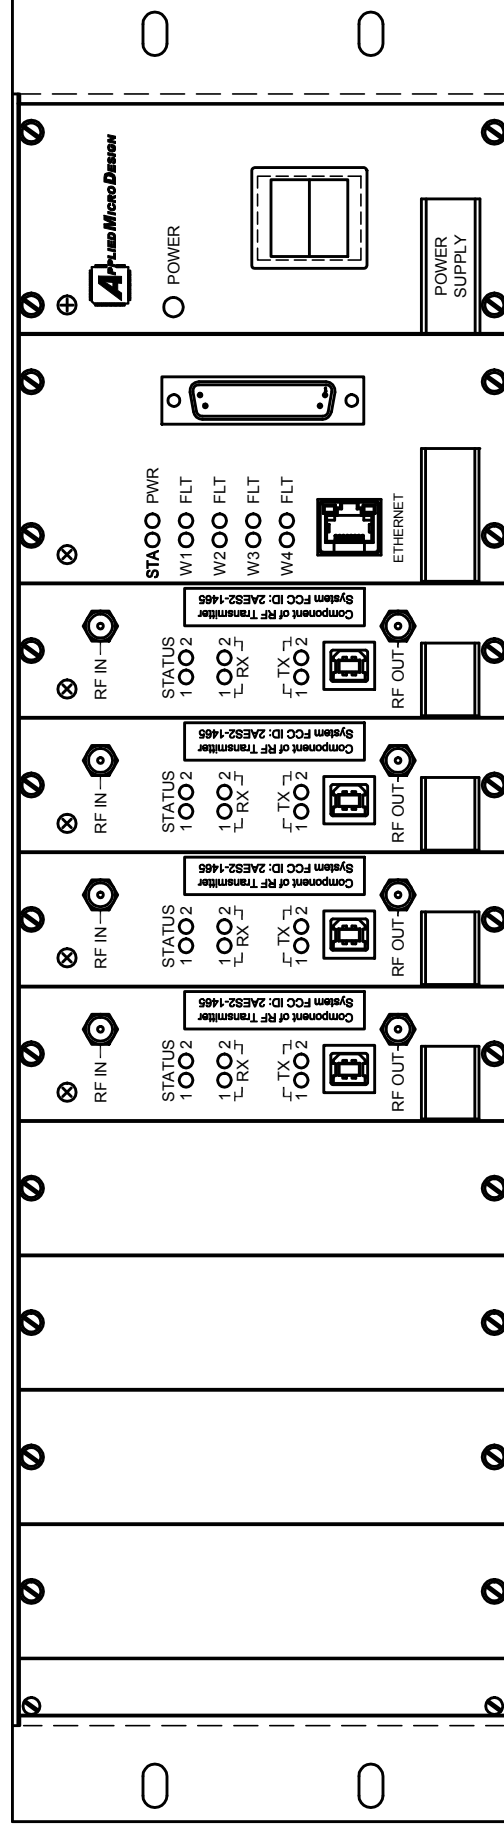 APPLIED MICRO DESIGN
POWER
POWER
SUPPLY
STA PWR
W1 FLT
W2 FLT
W3 FLT
W4 FLT
ETHERNET
Component of RF Transmitter
System FCC ID: 2AES2-1465
RF IN
STATUS
1 2
1 2
RX
TX
1 2
RF OUT
Component of RF Transmitter
System FCC ID: 2AES2-1465
RF IN
STATUS
1 2
1 2
RX
TX
1 2
RF OUT
Component of RF Transmitter
System FCC ID: 2AES2-1465
RF IN
STATUS
1 2
1 2
RX
TX
1 2
RF OUT
Component of RF Transmitter
System FCC ID: 2AES2-1465
RF IN
STATUS
1 2
1 2
RX
TX
1 2
RF OUT